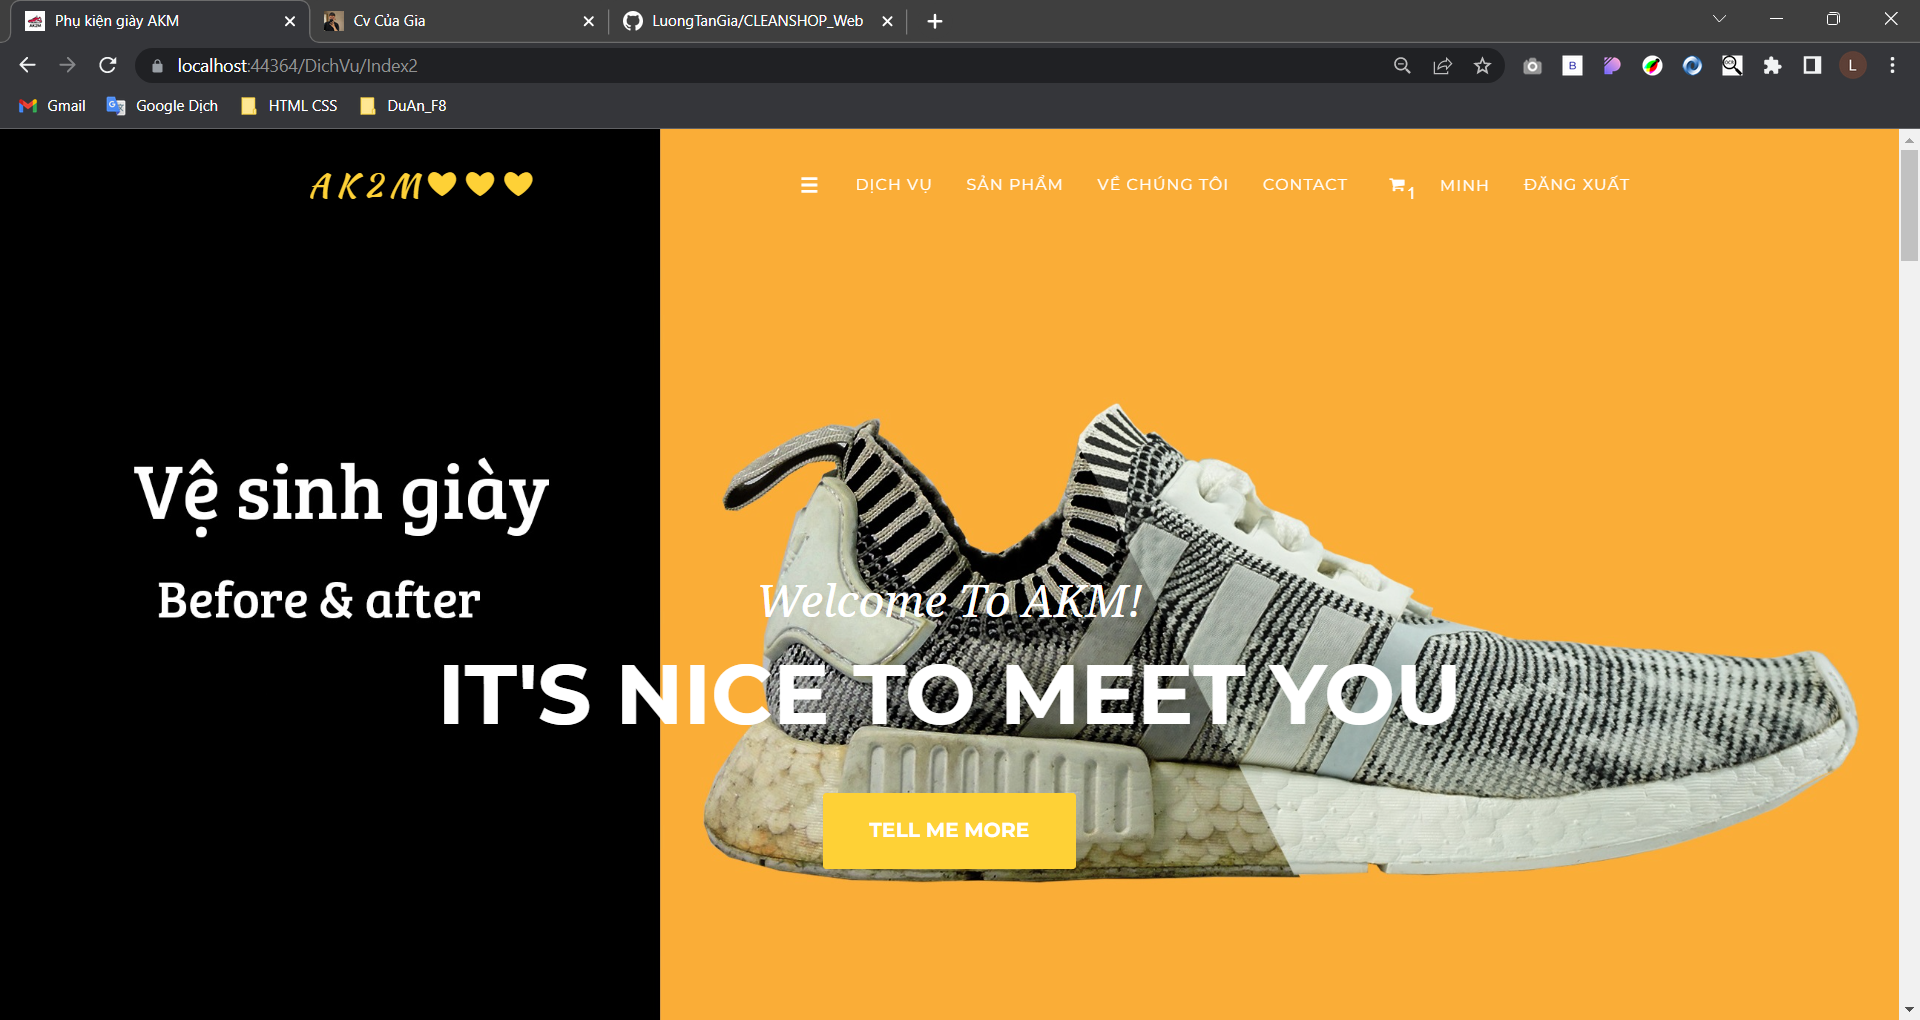 Phụ kiện giày AKM
Cv Của Gia
LuongTanGia/CLEANSHOP_Web
localhost:44364/DichVu/Index2
B
L
Gmail
Google Dịch
HTML CSS
DuAn_F8
AK2M
DỊCH VỤ
SẢN PHẨM
VỀ CHÚNG TÔI
CONTACT
1
MINH
ĐĂNG XUẤT
Vệ sinh giày
Before & after
Welcome To AKM!
IT'S NICE TO MEET YOU
TELL ME MORE